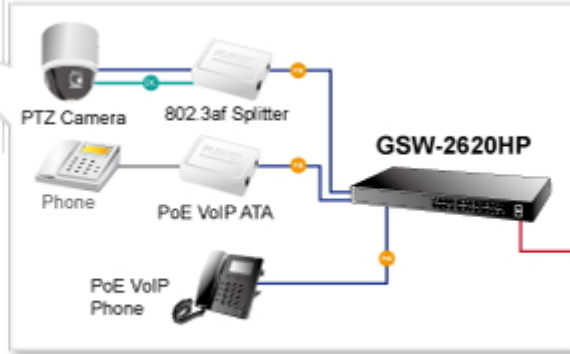 PTZ Camera
802.3af Splitter
GSW-2620HP
Phone
PoE VoIP ATA
PoE VoIP
Phone